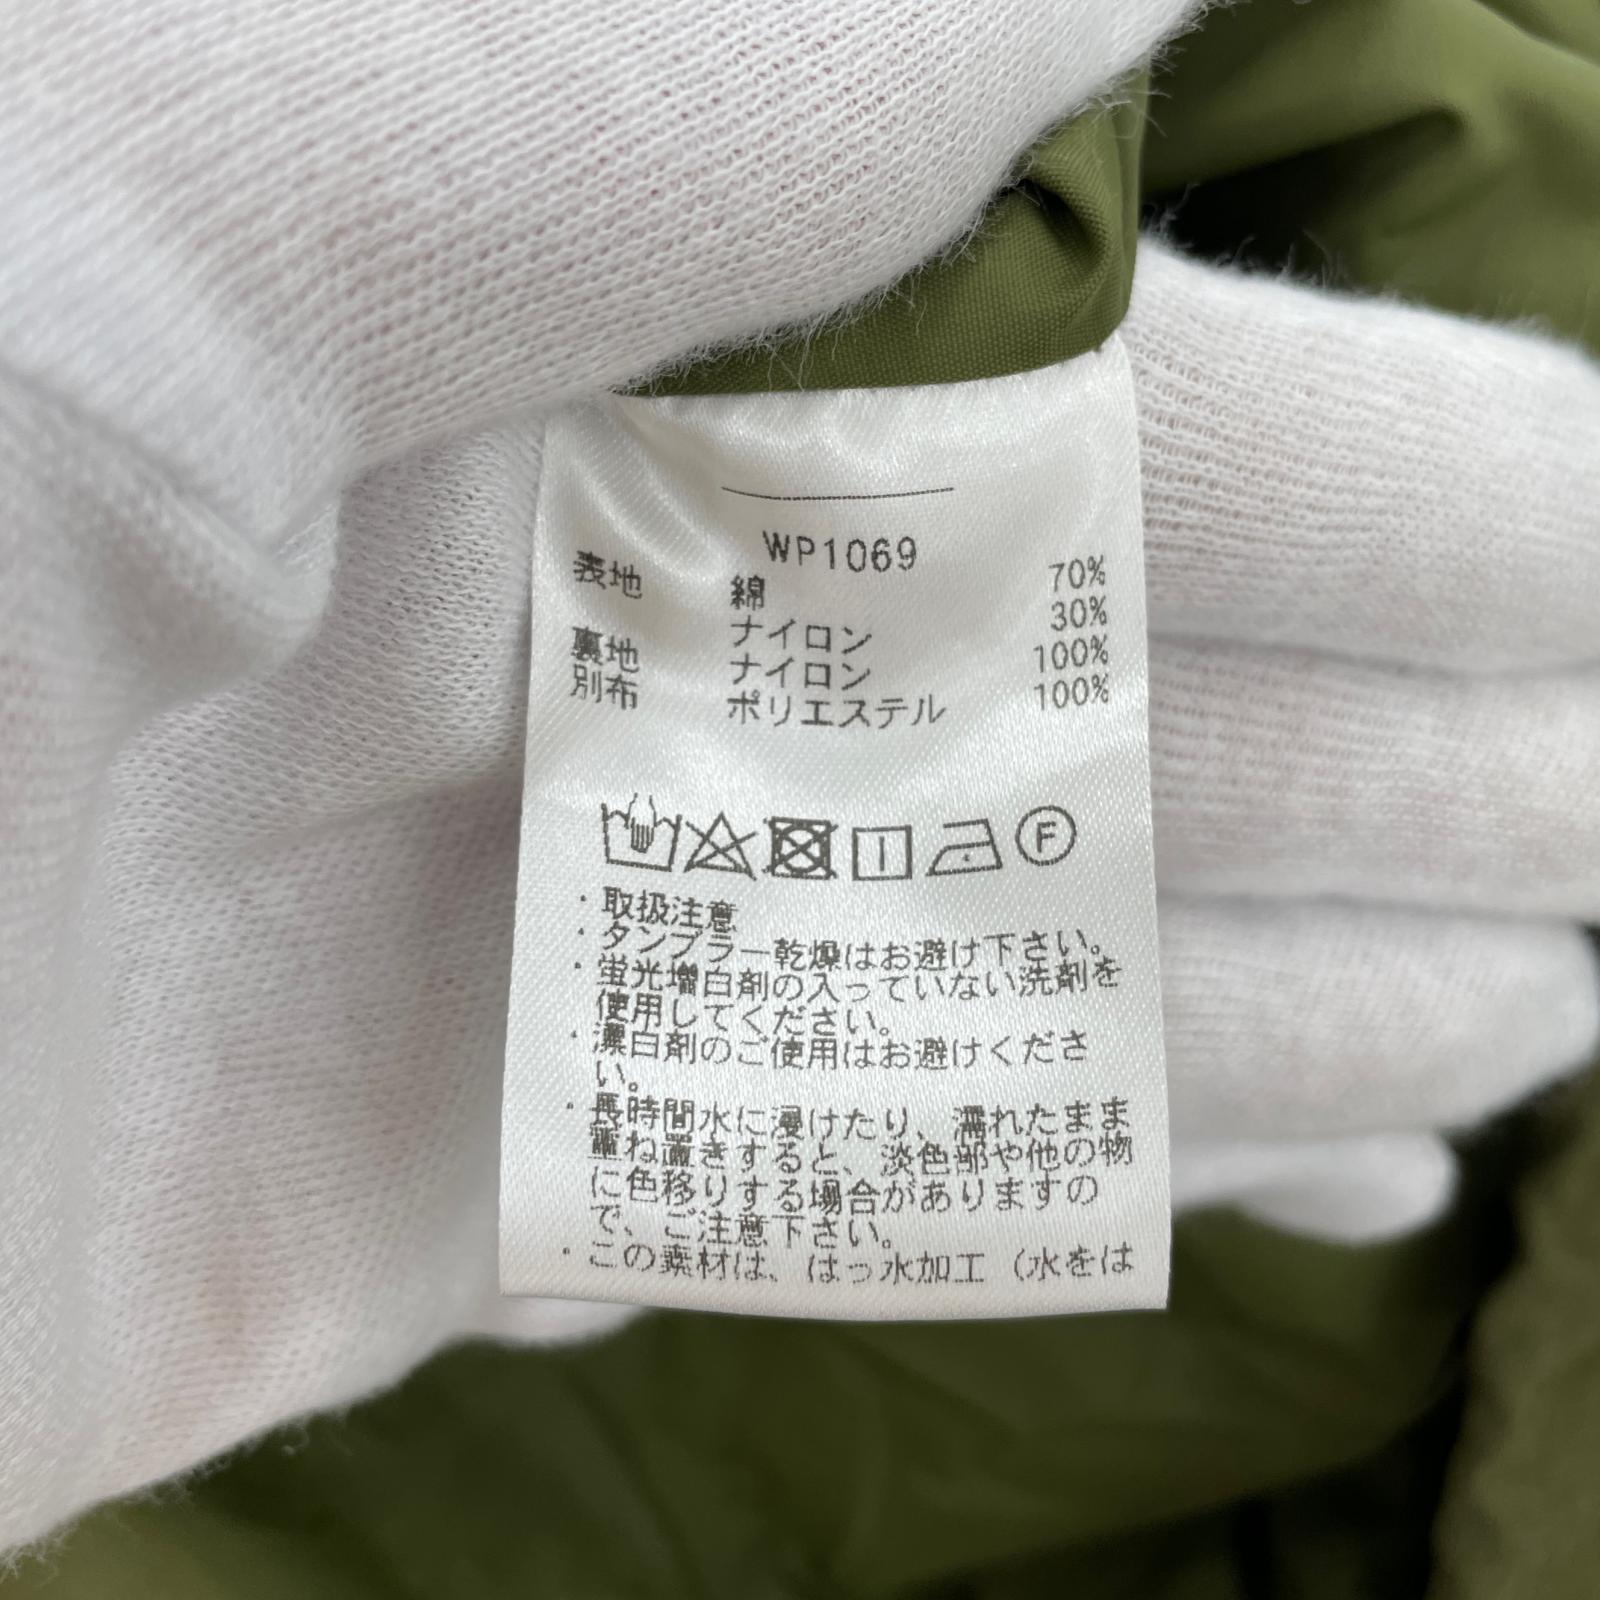 WP1069
表地 綿 70%
ナイロン 30%
裏地 ナイロン 100%
別布 ポリエステル 100%
F
・取扱注意
・タンブラー乾燥はお避け下さい。
・蛍光増白剤の入っていない洗剤を
使用してください。
・漂白剤のご使用はお避けくださ
い。
・長時間水に浸けたり、濡れたまま
重ね置きすると、淡色部や他の物
に色移りする場合がありますの
で、ご注意下さい。
・この素材は、はっ水加工（水をは